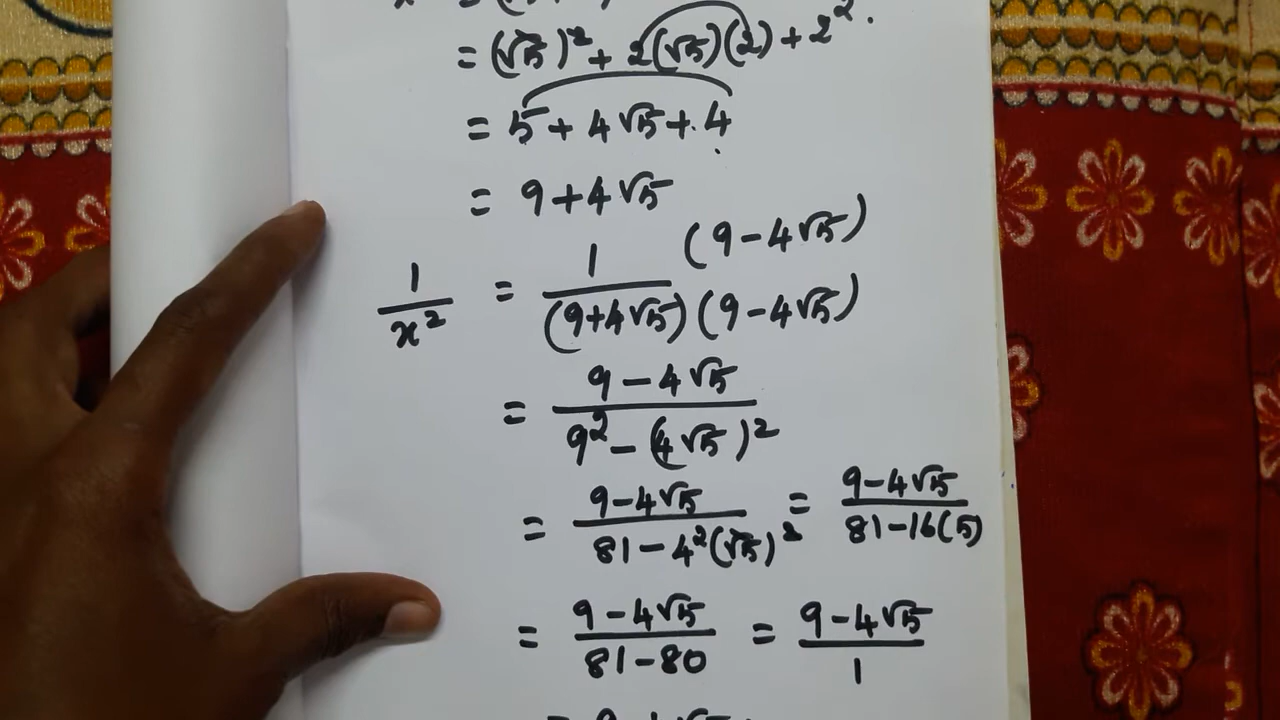 = (√5)² + 2(√5)(2) + 2².
= 5 + 4√5 + 4
= 9 + 4√5
1/x² = 1 (9 - 4√5) / (9+4√5)(9 - 4√5)
= 9 - 4√5 / 9² - (4√5)²
= 9-4√5 / 81 - 4²(√5)² = 9-4√5 / 81-16(5)
= 9-4√5 / 81-80 = 9-4√5 / 1